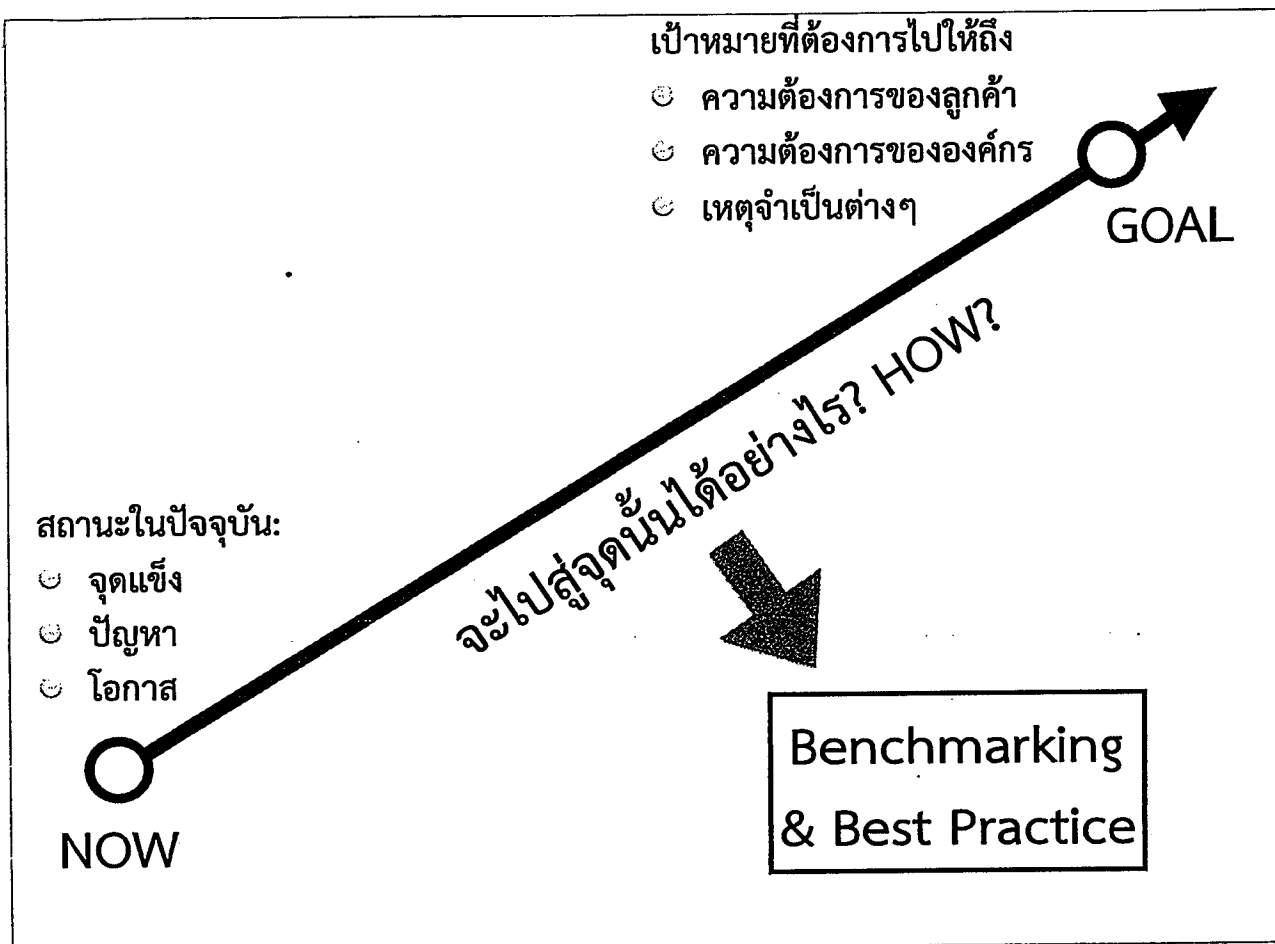 เป้าหมายที่ต้องการไปให้ถึง
ความต้องการของลูกค้า
ความต้องการขององค์กร
เหตุจำเป็นต่างๆ
GOAL
จะไปสู่จุดนั้นได้อย่างไร? HOW?
สถานะในปัจจุบัน:
จุดแข็ง
ปัญหา
โอกาส
NOW
Benchmarking
& Best Practice